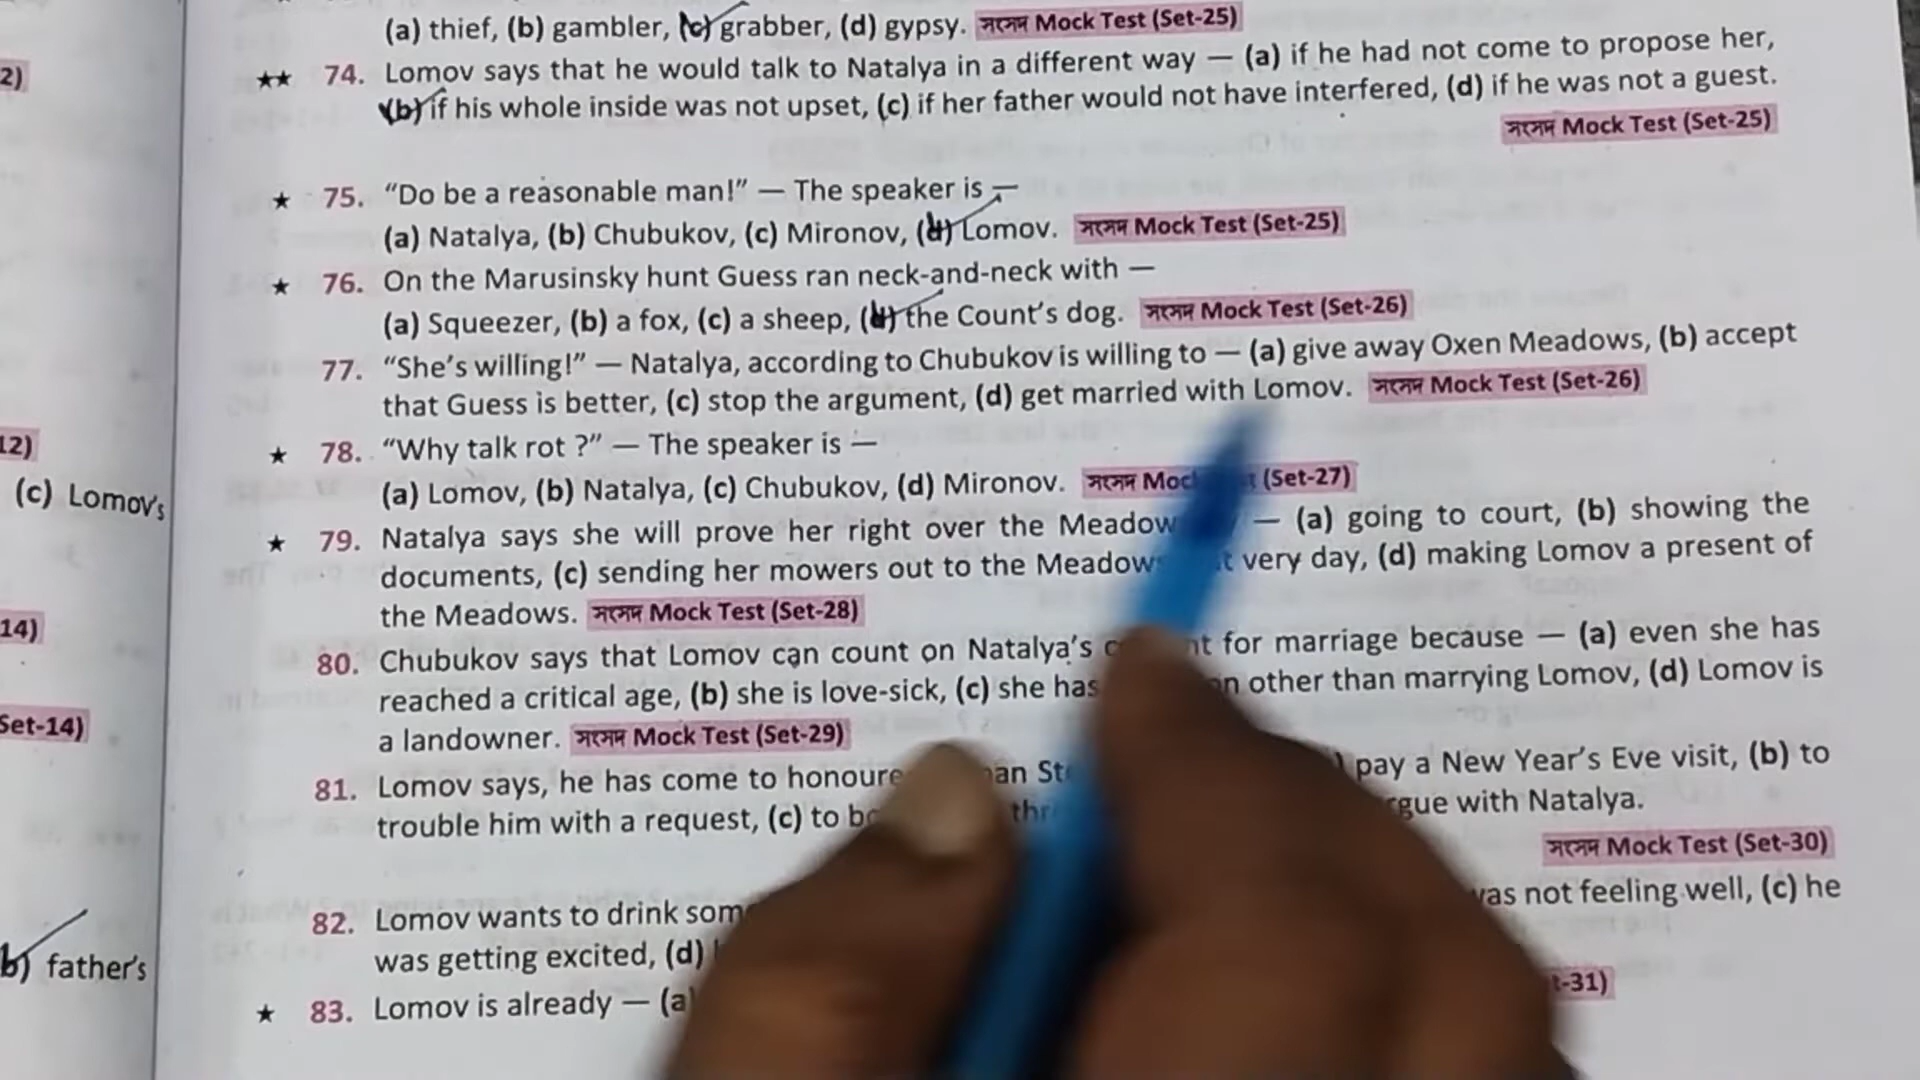 (a) thief, (b) gambler, (c) grabber, (d) gypsy. সংসদ Mock Test (Set-25)
2)
★★ 74. Lomov says that he would talk to Natalya in a different way — (a) if he had not come to propose her,
(b) if his whole inside was not upset, (c) if her father would not have interfered, (d) if he was not a guest.
সংসদ Mock Test (Set-25)
★ 75. “Do be a reasonable man!” — The speaker is —
(a) Natalya, (b) Chubukov, (c) Mironov, (d) Lomov. সংসদ Mock Test (Set-25)
★ 76. On the Marusinsky hunt Guess ran neck-and-neck with —
(a) Squeezer, (b) a fox, (c) a sheep, (d) the Count’s dog. সংসদ Mock Test (Set-26)
77. “She’s willing!” — Natalya, according to Chubukov is willing to — (a) give away Oxen Meadows, (b) accept
that Guess is better, (c) stop the argument, (d) get married with Lomov. সংসদ Mock Test (Set-26)
12)
★ 78. “Why talk rot ?” — The speaker is —
(c) Lomov's
(a) Lomov, (b) Natalya, (c) Chubukov, (d) Mironov. সংসদ Mock (Set-27)
★ 79. Natalya says she will prove her right over the Meadow — (a) going to court, (b) showing the
documents, (c) sending her mowers out to the Meadow very day, (d) making Lomov a present of
the Meadows. সংসদ Mock Test (Set-28)
14)
80. Chubukov says that Lomov can count on Natalya’s for marriage because — (a) even she has
reached a critical age, (b) she is love-sick, (c) she has other than marrying Lomov, (d) Lomov is
Set-14)
a landowner. সংসদ Mock Test (Set-29)
81. Lomov says, he has come to honour pay a New Year’s Eve visit, (b) to
trouble him with a request, (c) to with Natalya.
সংসদ Mock Test (Set-30)
82. Lomov wants to drink was not feeling well, (c) he
b) father's
was getting excited, (d)
-31)
★ 83. Lomov is already — (a)